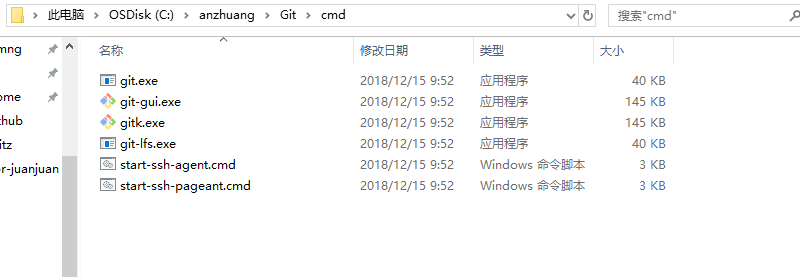 此电脑 > OSDisk (C:) > anzhuang > Git > cmd 搜索"cmd"
名称 修改日期 类型 大小
git.exe 2018/12/15 9:52 应用程序 40 KB
git-gui.exe 2018/12/15 9:52 应用程序 145 KB
gitk.exe 2018/12/15 9:52 应用程序 145 KB
git-lfs.exe 2018/12/15 9:52 应用程序 40 KB
start-ssh-agent.cmd 2018/12/15 9:52 Windows 命令脚本 3 KB
start-ssh-pageant.cmd 2018/12/15 9:52 Windows 命令脚本 3 KB
mng
ome
hub
itz
er-juanjuan